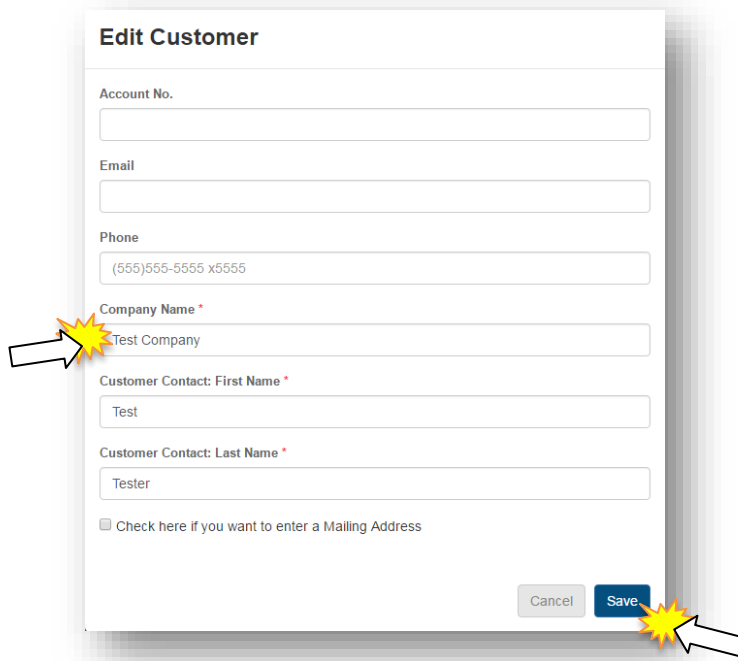 Edit Customer
Account No.
Email
Phone
(555)555-5555 x5555
Company Name *
Test Company
Customer Contact: First Name *
Test
Customer Contact: Last Name *
Tester
Check here if you want to enter a Mailing Address
Cancel Save